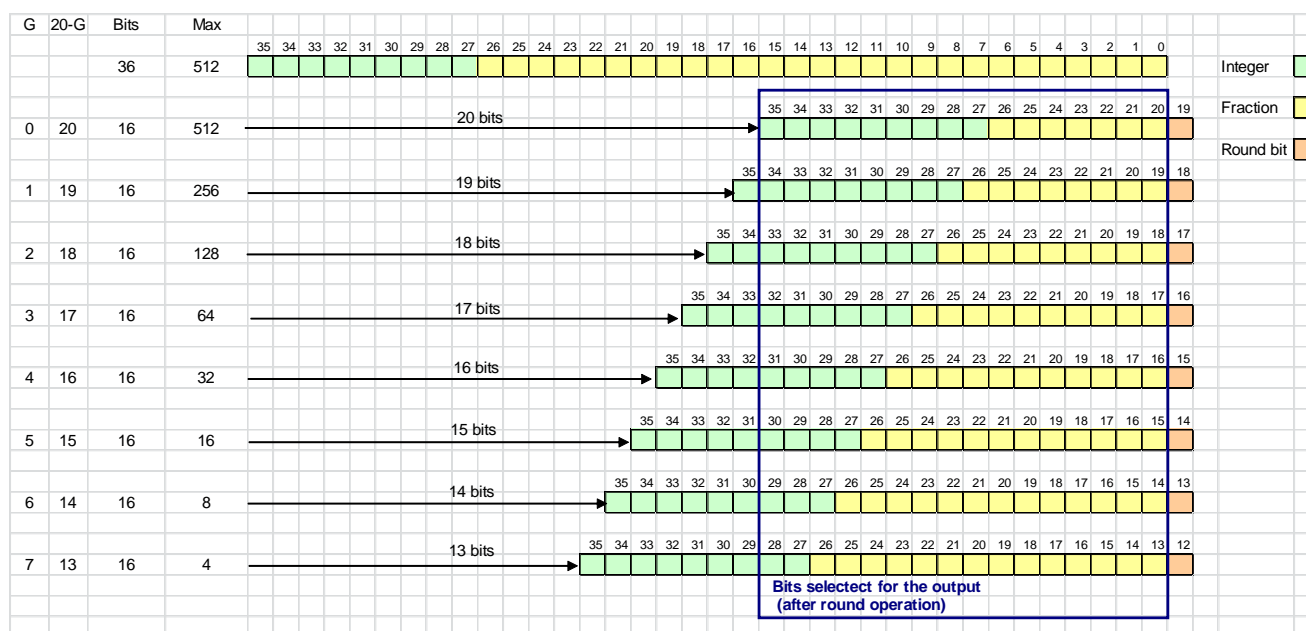 G 20-G Bits Max
35 34 33 32 31 30 29 28 27 26 25 24 23 22 21 20 19 18 17 16 15 14 13 12 11 10 9 8 7 6 5 4 3 2 1 0
36 512 Integer
35 34 33 32 31 30 29 28 27 26 25 24 23 22 21 20 19
Fraction
0 20 16 512 20 bits
Round bit
35 34 33 32 31 30 29 28 27 26 25 24 23 22 21 20 19 18
1 19 16 256 19 bits
35 34 33 32 31 30 29 28 27 26 25 24 23 22 21 20 19 18 17
2 18 16 128 18 bits
35 34 33 32 31 30 29 28 27 26 25 24 23 22 21 20 19 18 17 16
3 17 16 64 17 bits
35 34 33 32 31 30 29 28 27 26 25 24 23 22 21 20 19 18 17 16 15
4 16 16 32 16 bits
35 34 33 32 31 30 29 28 27 26 25 24 23 22 21 20 19 18 17 16 15 14
5 15 16 16 15 bits
35 34 33 32 31 30 29 28 27 26 25 24 23 22 21 20 19 18 17 16 15 14 13
6 14 16 8 14 bits
35 34 33 32 31 30 29 28 27 26 25 24 23 22 21 20 19 18 17 16 15 14 13 12
7 13 16 4 13 bits
Bits selectect for the output
(after round operation)